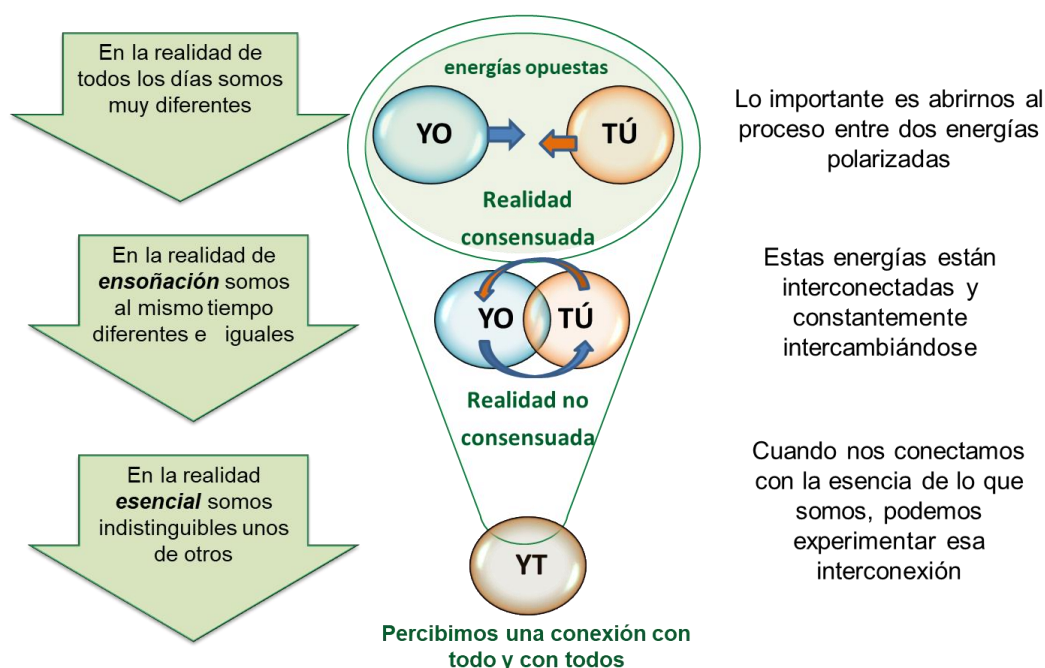 En la realidad de
todos los días somos
muy diferentes
energías opuestas
YO
TÚ
Realidad
consensuada
Lo importante es abrirnos al
proceso entre dos energías
polarizadas
En la realidad de
ensoñación somos
al mismo tiempo
diferentes e iguales
YO
TÚ
Realidad no
consensuada
Estas energías están
interconectadas y
constantemente
intercambiándose
En la realidad
esencial somos
indistinguibles unos
de otros
YT
Percibimos una conexión con
todo y con todos
Cuando nos conectamos
con la esencia de lo que
somos, podemos
experimentar esa
interconexión